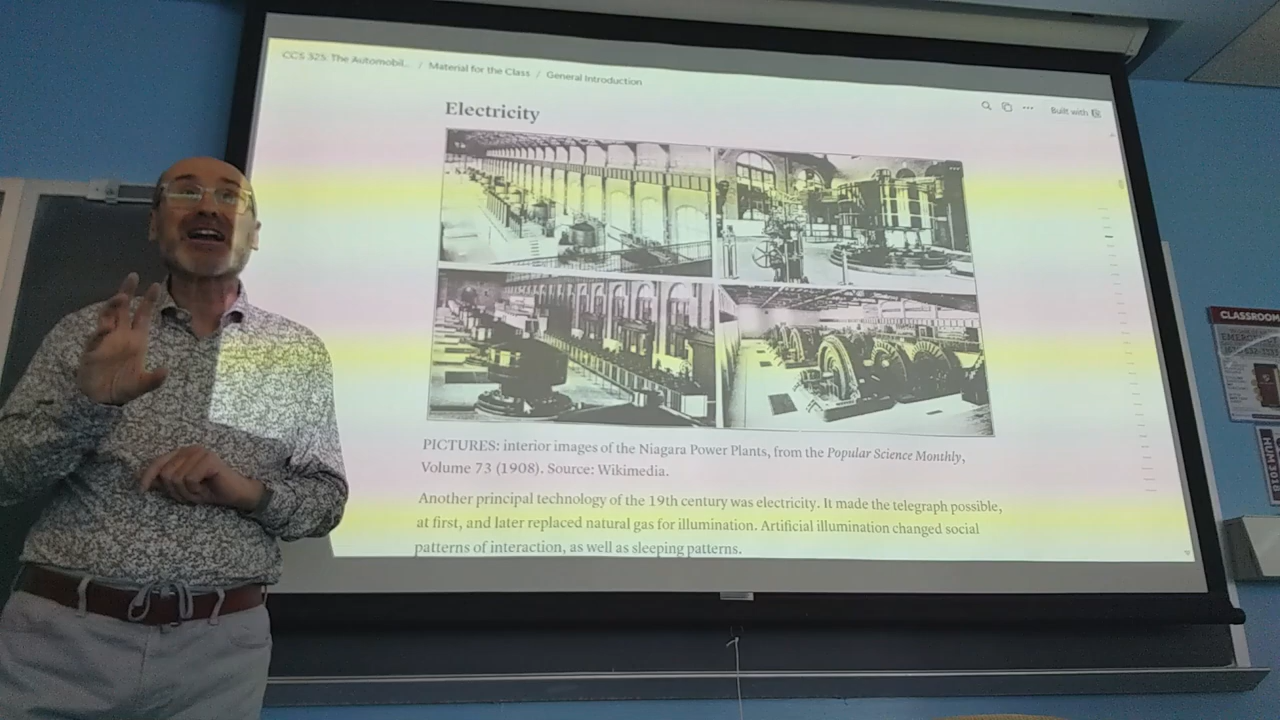 CCS 325: The Automobil... / Material for the Class / General Introduction
Built with
Electricity
PICTURES: interior images of the Niagara Power Plants, from the Popular Science Monthly,
Volume 73 (1908). Source: Wikimedia.
Another principal technology of the 19th century was electricity. It made the telegraph possible,
at first, and later replaced natural gas for illumination. Artificial illumination changed social
patterns of interaction, as well as sleeping patterns.
CLASSROOM
HUM 3018